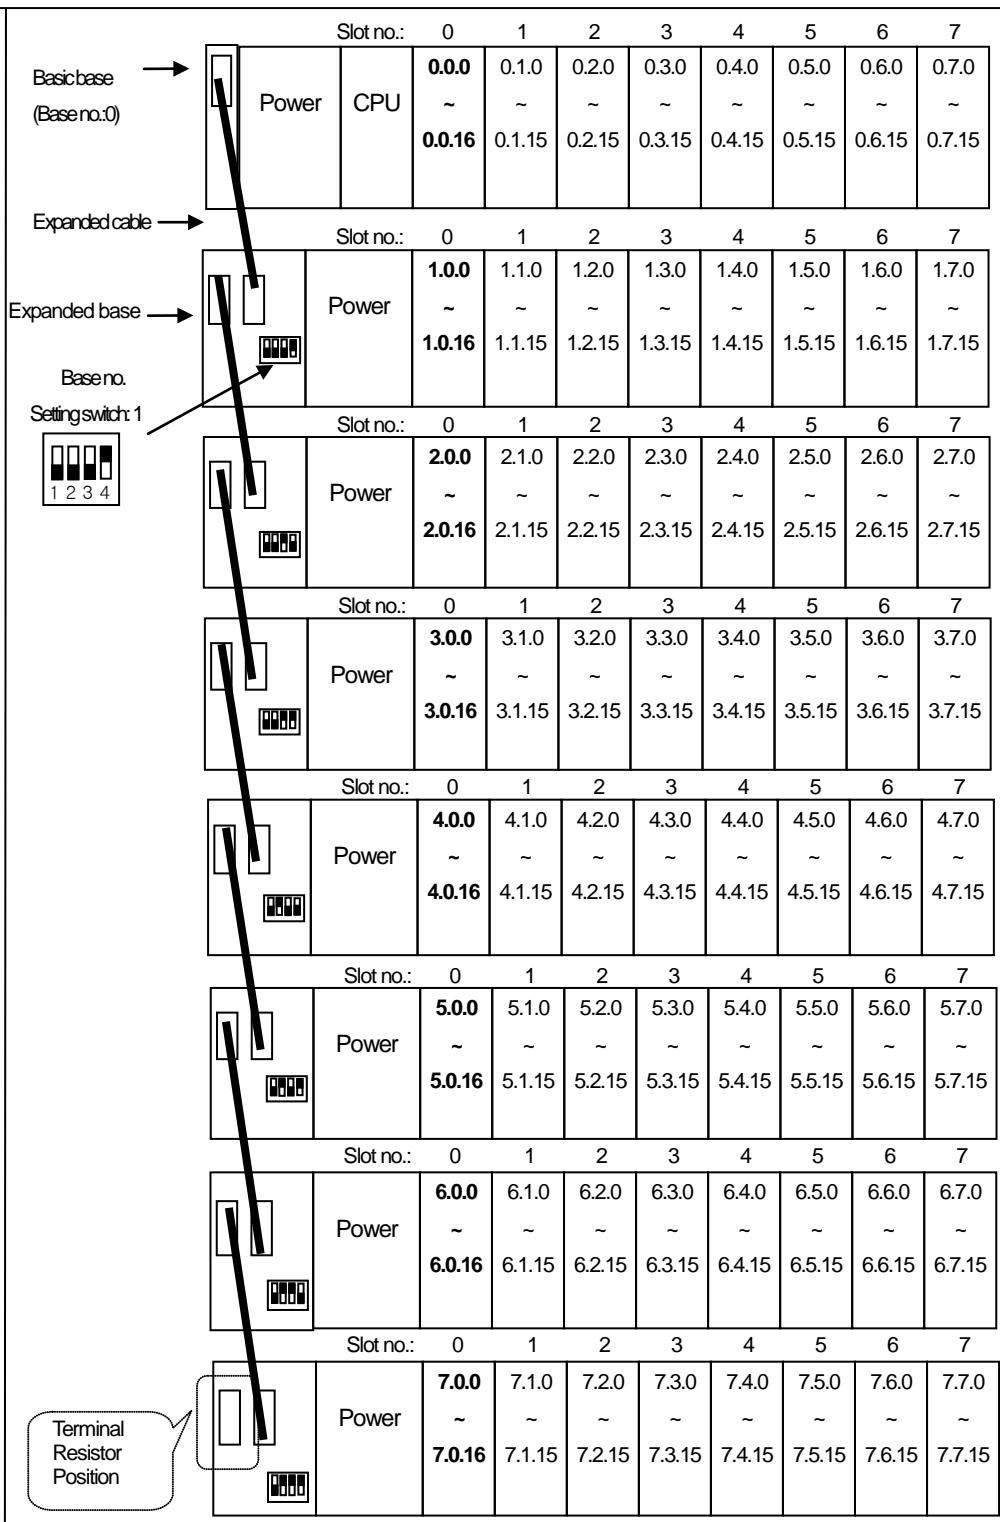 Slot no.: 0 1 2 3 4 5 6 7
Basic base
(Base no.:0)
Power CPU
0.0.0 0.1.0 0.2.0 0.3.0 0.4.0 0.5.0 0.6.0 0.7.0
~ ~ ~ ~ ~ ~ ~ ~
0.0.16 0.1.15 0.2.15 0.3.15 0.4.15 0.5.15 0.6.15 0.7.15
Expanded cable
Slot no.: 0 1 2 3 4 5 6 7
Expanded base
Power
1.0.0 1.1.0 1.2.0 1.3.0 1.4.0 1.5.0 1.6.0 1.7.0
~ ~ ~ ~ ~ ~ ~ ~
1.0.16 1.1.15 1.2.15 1.3.15 1.4.15 1.5.15 1.6.15 1.7.15
Base no.
Setting switch: 1
1 2 3 4
Slot no.: 0 1 2 3 4 5 6 7
Power
2.0.0 2.1.0 2.2.0 2.3.0 2.4.0 2.5.0 2.6.0 2.7.0
~ ~ ~ ~ ~ ~ ~ ~
2.0.16 2.1.15 2.2.15 2.3.15 2.4.15 2.5.15 2.6.15 2.7.15
Slot no.: 0 1 2 3 4 5 6 7
Power
3.0.0 3.1.0 3.2.0 3.3.0 3.4.0 3.5.0 3.6.0 3.7.0
~ ~ ~ ~ ~ ~ ~ ~
3.0.16 3.1.15 3.2.15 3.3.15 3.4.15 3.5.15 3.6.15 3.7.15
Slot no.: 0 1 2 3 4 5 6 7
Power
4.0.0 4.1.0 4.2.0 4.3.0 4.4.0 4.5.0 4.6.0 4.7.0
~ ~ ~ ~ ~ ~ ~ ~
4.0.16 4.1.15 4.2.15 4.3.15 4.4.15 4.5.15 4.6.15 4.7.15
Slot no.: 0 1 2 3 4 5 6 7
Power
5.0.0 5.1.0 5.2.0 5.3.0 5.4.0 5.5.0 5.6.0 5.7.0
~ ~ ~ ~ ~ ~ ~ ~
5.0.16 5.1.15 5.2.15 5.3.15 5.4.15 5.5.15 5.6.15 5.7.15
Slot no.: 0 1 2 3 4 5 6 7
Power
6.0.0 6.1.0 6.2.0 6.3.0 6.4.0 6.5.0 6.6.0 6.7.0
~ ~ ~ ~ ~ ~ ~ ~
6.0.16 6.1.15 6.2.15 6.3.15 6.4.15 6.5.15 6.6.15 6.7.15
Slot no.: 0 1 2 3 4 5 6 7
Power
7.0.0 7.1.0 7.2.0 7.3.0 7.4.0 7.5.0 7.6.0 7.7.0
~ ~ ~ ~ ~ ~ ~ ~
7.0.16 7.1.15 7.2.15 7.3.15 7.4.15 7.5.15 7.6.15 7.7.15
Terminal
Resistor
Position